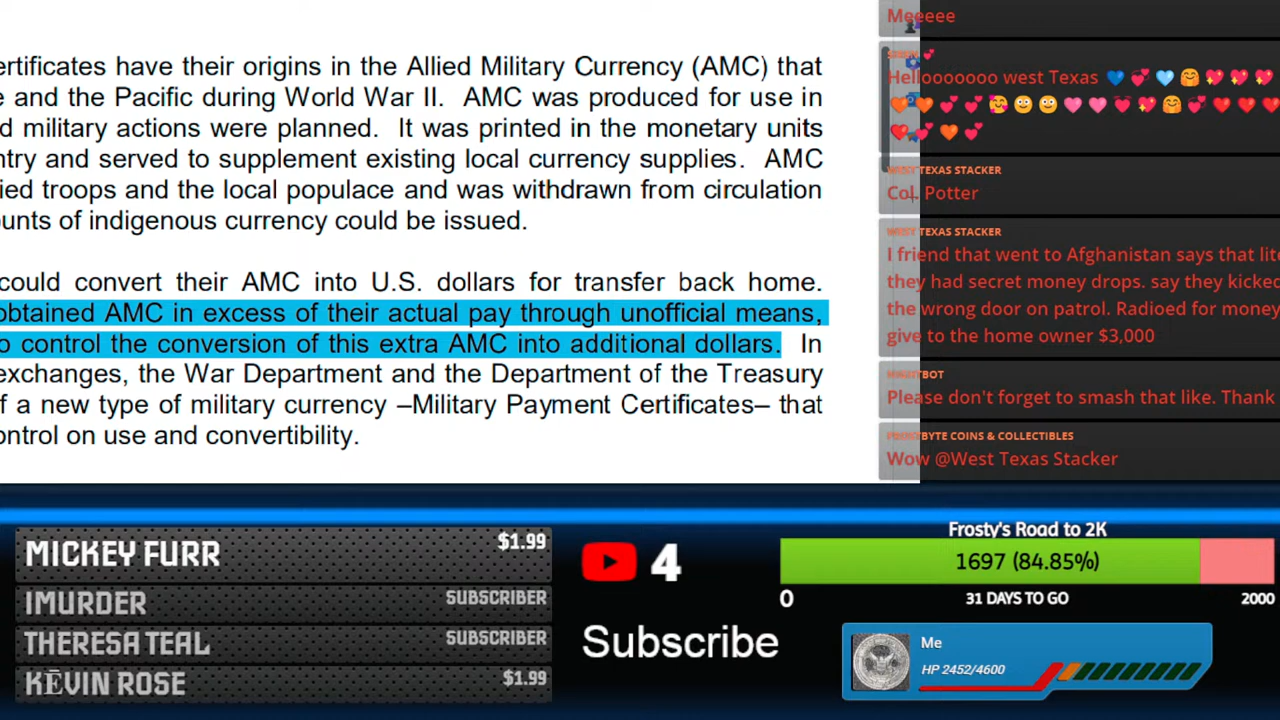 ertificates have their origins in the Allied Military Currency (AMC) that
e and the Pacific during World War II. AMC was produced for use in
d military actions were planned. It was printed in the monetary units
ntry and served to supplement existing local currency supplies. AMC
ied troops and the local populace and was withdrawn from circulation
ounts of indigenous currency could be issued.
could convert their AMC into U.S. dollars for transfer back home.
obtained AMC in excess of their actual pay through unofficial means,
o control the conversion of this extra AMC into additional dollars. In
exchanges, the War Department and the Department of the Treasury
f a new type of military currency –Military Payment Certificates– that
ontrol on use and convertibility.
Meeeee
Hellooooooo west Texas
WEST TEXAS STACKER
Col. Potter
WEST TEXAS STACKER
I friend that went to Afghanistan says that lite
they had secret money drops. say they kicked
the wrong door on patrol. Radioed for money
give to the home owner $3,000
BOT
Please don't forget to smash that like. Thank
FROSTBYTE COINS & COLLECTIBLES
Wow @West Texas Stacker
MICKEY FURR $1.99
IMURDER SUBSCRIBER
THERESA TEAL SUBSCRIBER
KEVIN ROSE $1.99
4
Subscribe
Frosty's Road to 2K
1697 (84.85%)
0 31 DAYS TO GO 2000
Me
HP 2452/4600